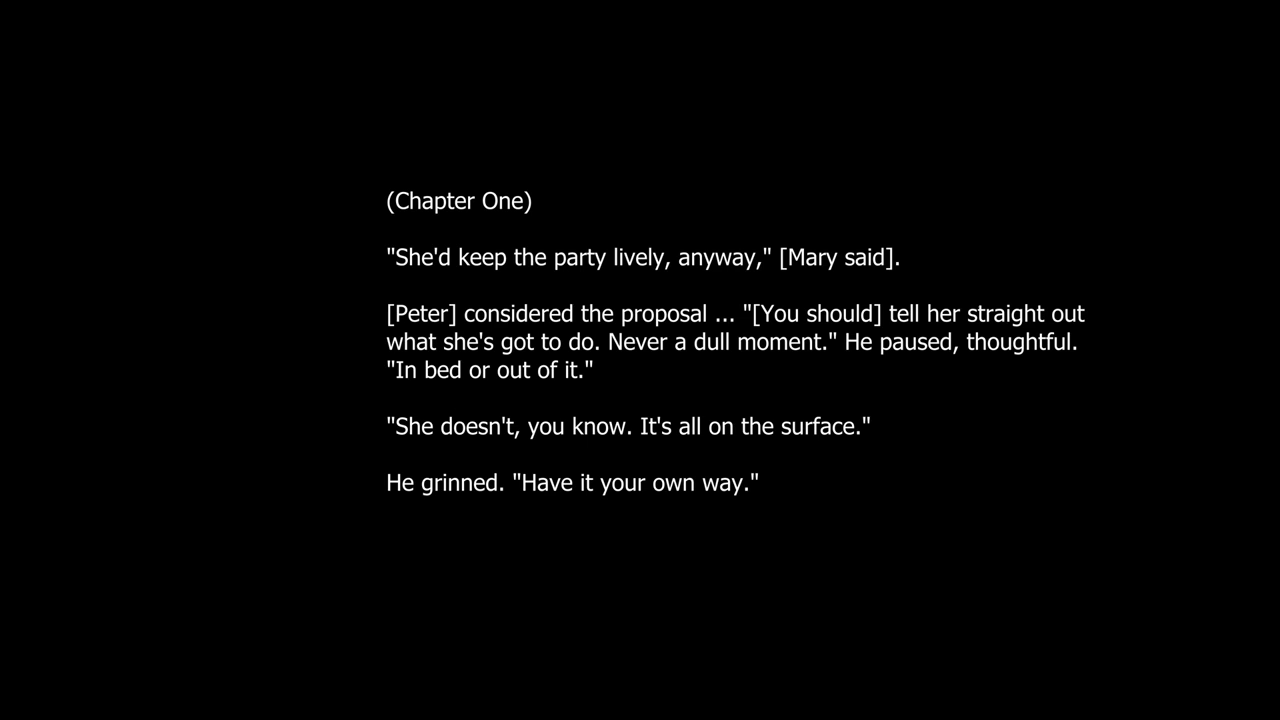 (Chapter One)
"She'd keep the party lively, anyway," [Mary said].
[Peter] considered the proposal ... "[You should] tell her straight out
what she's got to do. Never a dull moment." He paused, thoughtful.
"In bed or out of it."
"She doesn't, you know. It's all on the surface."
He grinned. "Have it your own way."